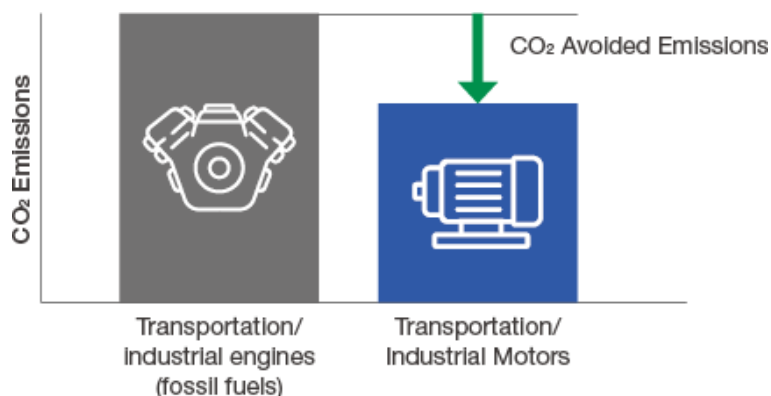 CO₂ Avoided Emissions
CO₂ Emissions
Transportation/
industrial engines
(fossil fuels)
Transportation/
Industrial Motors